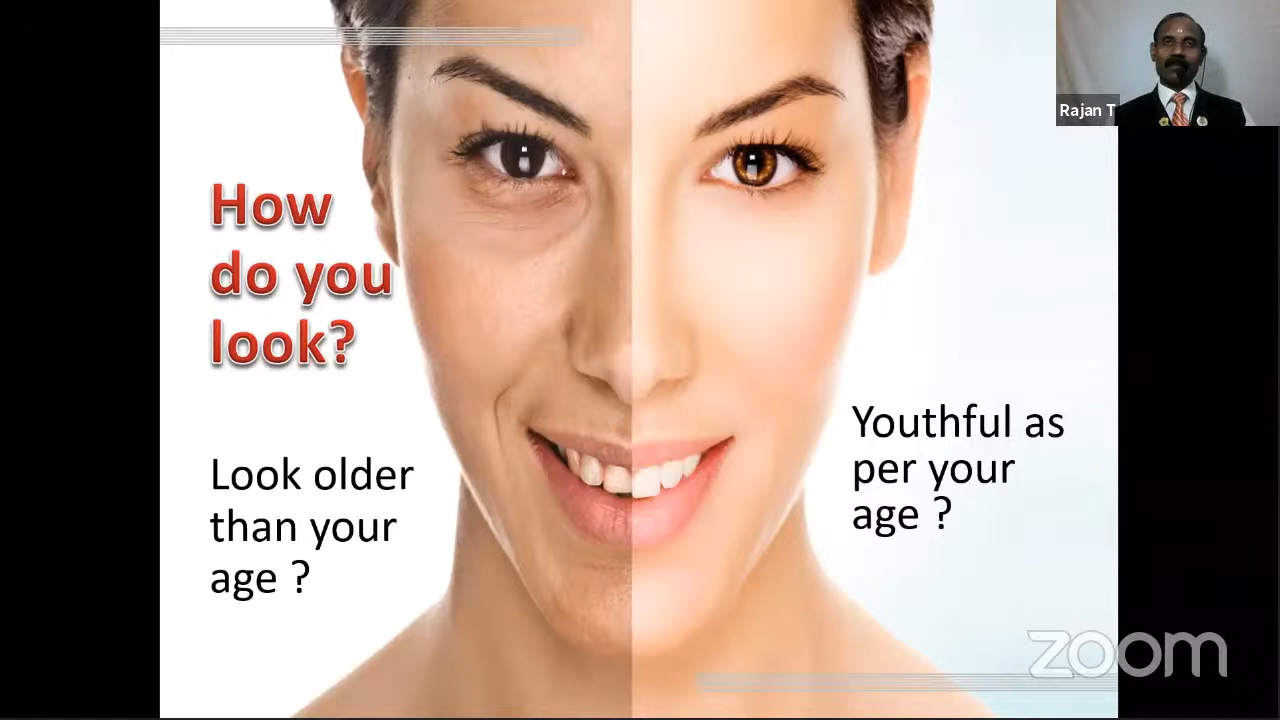 Rajan T
How
do you
look?
Look older
than your
age ?
Youthful as
per your
age ?
zoom